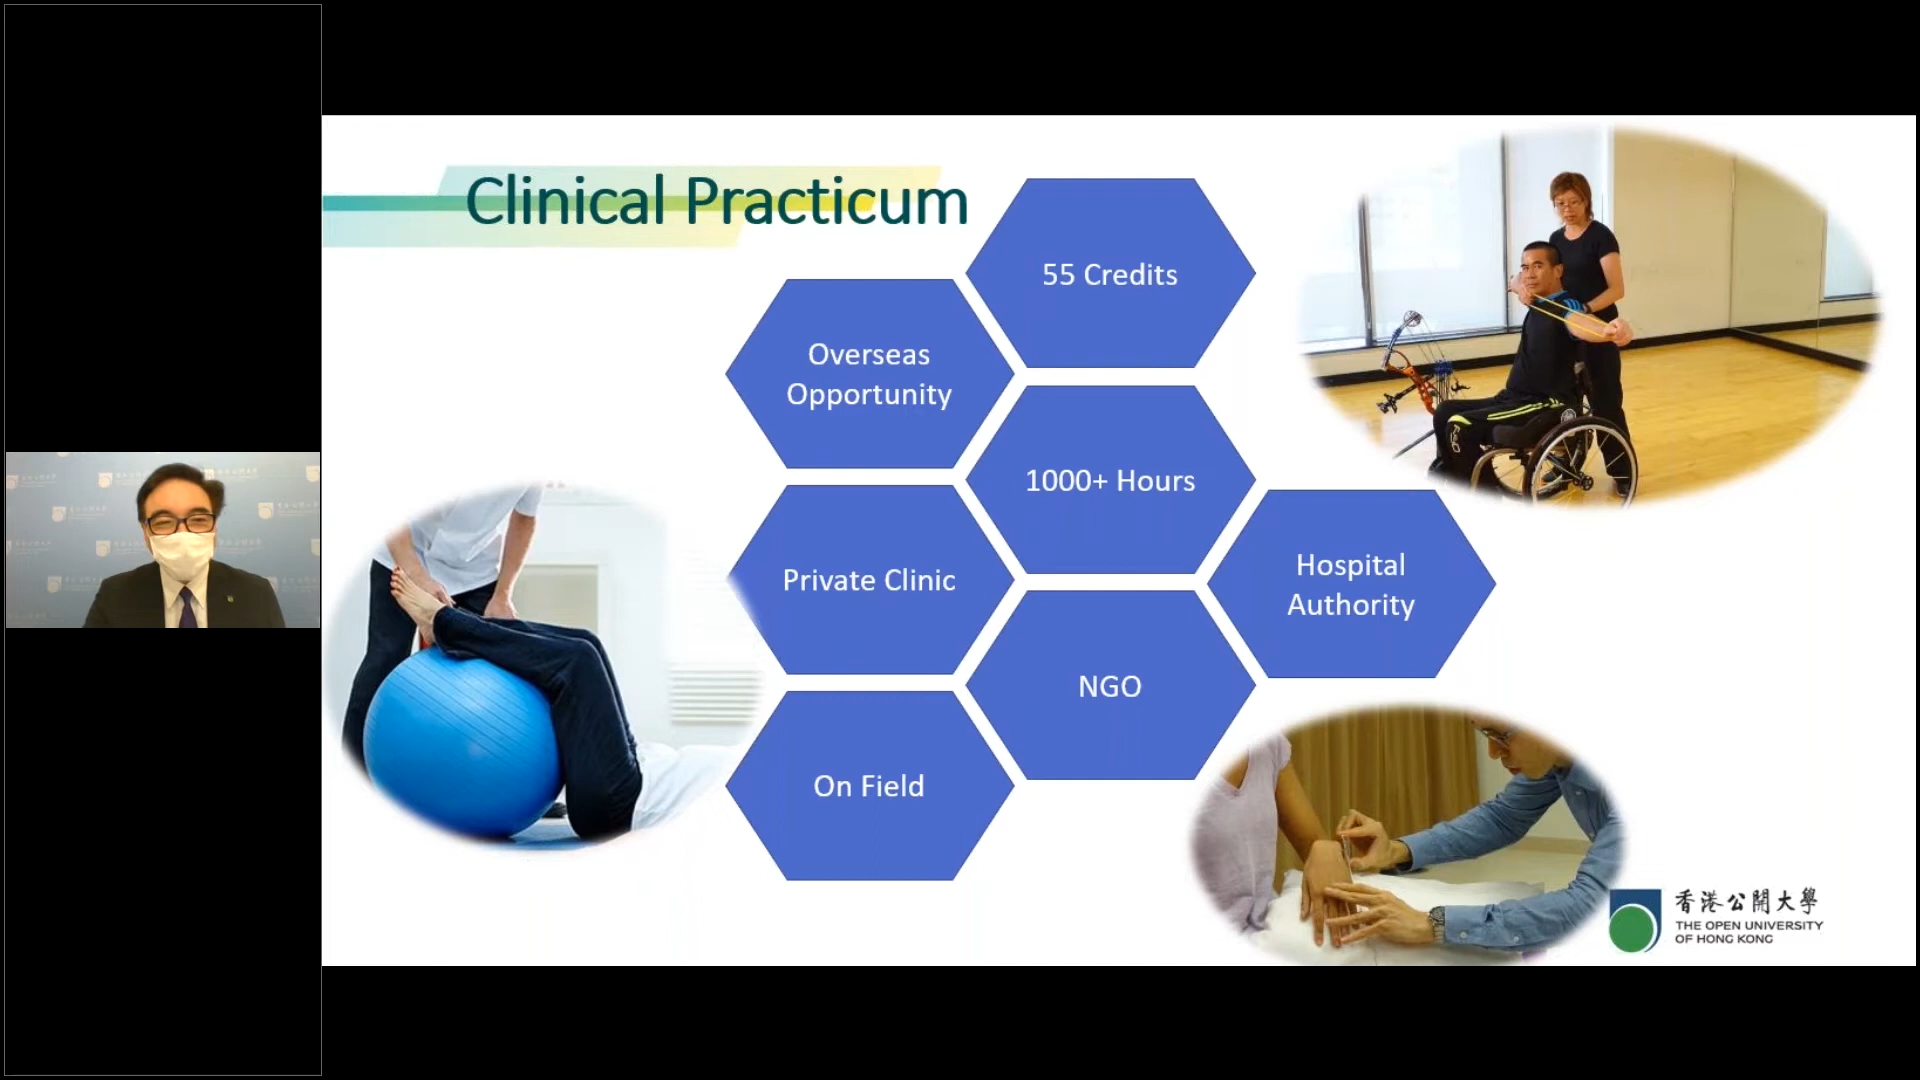 Clinical Practicum
55 Credits
Overseas
Opportunity
1000+ Hours
Private Clinic
Hospital
Authority
NGO
On Field
香港公開大學
THE OPEN UNIVERSITY
OF HONG KONG